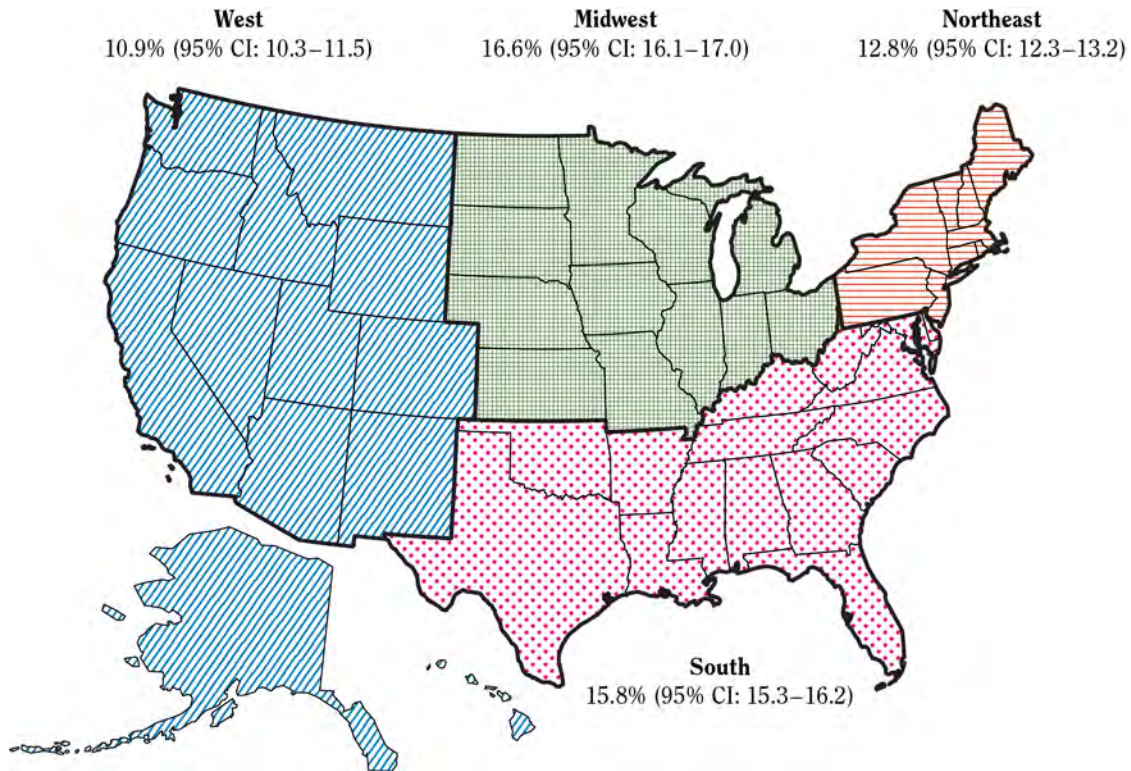 West
10.9% (95% CI: 10.3–11.5)
Midwest
16.6% (95% CI: 16.1–17.0)
Northeast
12.8% (95% CI: 12.3–13.2)
South
15.8% (95% CI: 15.3–16.2)